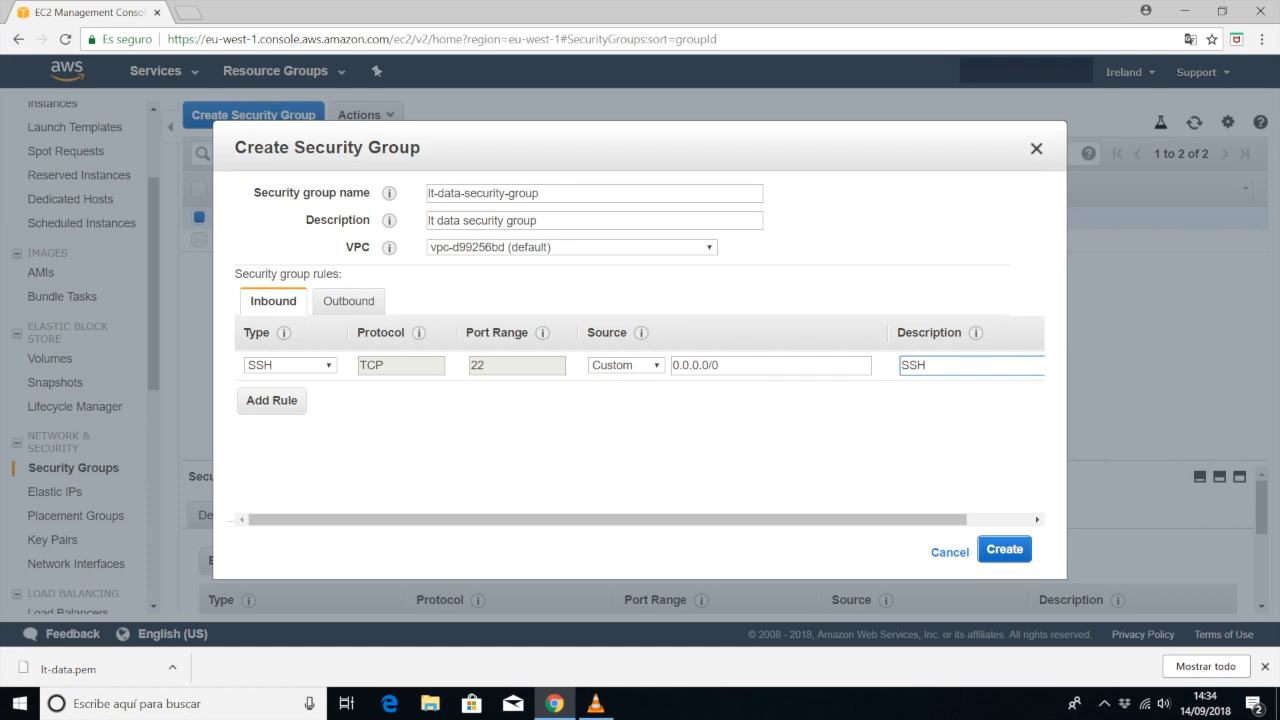 EC2 Management Conso
Es seguro
https://eu-west-1.console.aws.amazon.com/ec2/v2/home?region=eu-west-1#SecurityGroups:sort=groupId
aws
Services
Resource Groups
Ireland
Support
Instances
Launch Templates
Spot Requests
Reserved Instances
Dedicated Hosts
Scheduled Instances
IMAGES
AMIs
Bundle Tasks
ELASTIC BLOCK
STORE
Volumes
Snapshots
Lifecycle Manager
NETWORK &
SECURITY
Security Groups
Elastic IPs
Placement Groups
Key Pairs
Network Interfaces
LOAD BALANCING
Load Balancers
Create Security Group
Actions
1 to 2 of 2
Create Security Group
Security group name
lt-data-security-group
Description
lt data security group
VPC
vpc-d99256bd (default)
Security group rules:
Inbound
Outbound
Type
Protocol
Port Range
Source
Description
SSH
TCP
22
Custom
0.0.0.0/0
SSH
Add Rule
Cancel
Create
Secu
De
Type
Protocol
Port Range
Source
Description
Feedback
English (US)
© 2008 - 2018, Amazon Web Services, Inc. or its affiliates. All rights reserved.
Privacy Policy
Terms of Use
lt-data.pem
Mostrar todo
Escribe aquí para buscar
14:34
14/09/2018
2